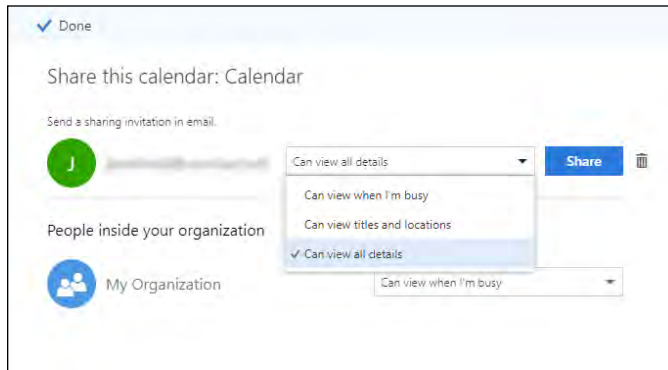 Done
Share this calendar: Calendar
Send a sharing invitation in email.
J
Can view all details
Share
Can view when I'm busy
Can view titles and locations
Can view all details
People inside your organization
My Organization
Can view when I'm busy